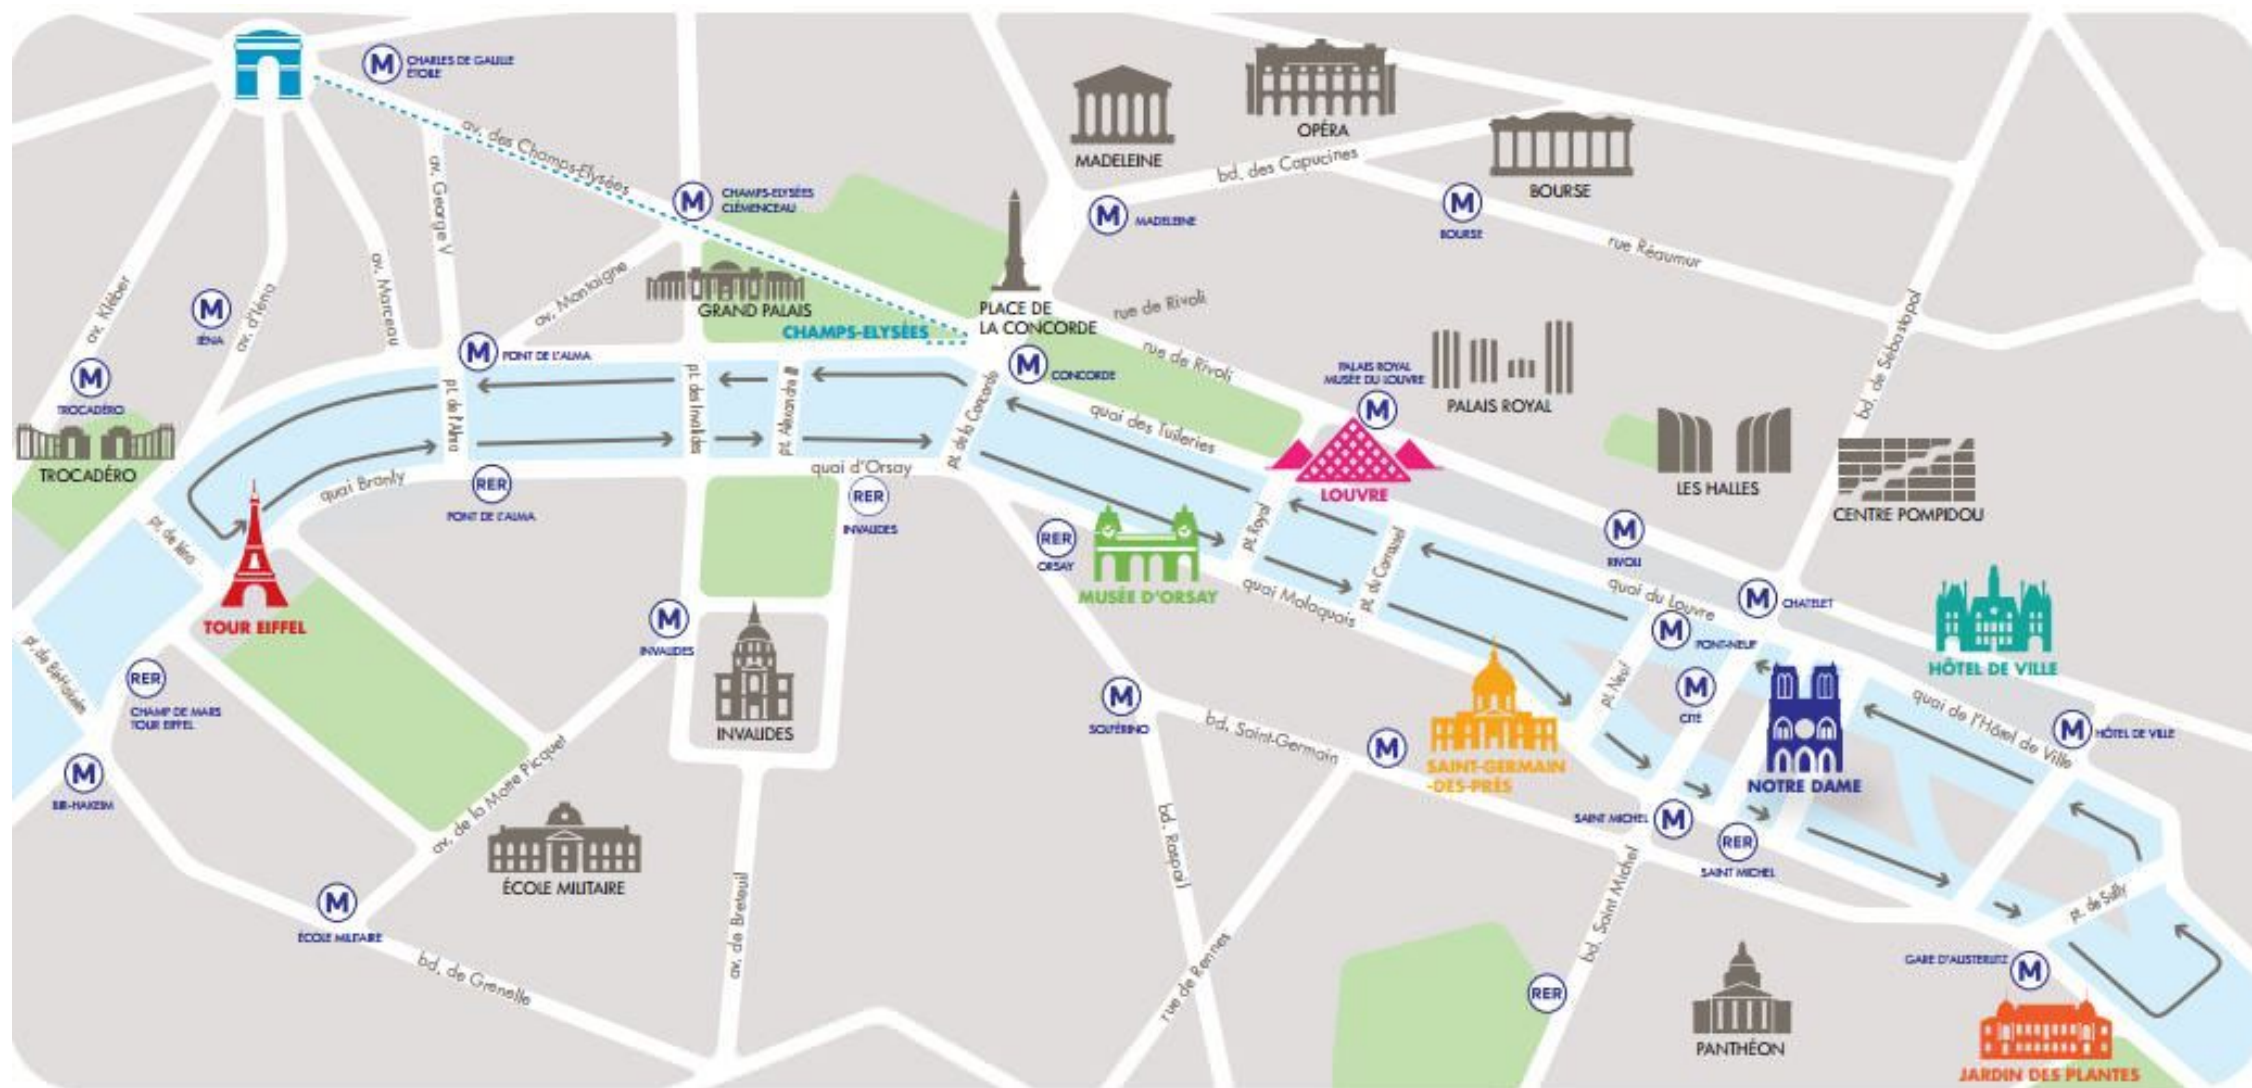 M
CHARLES DE GAULLE
ETOILE
av. des Champs-Elysées
OPÉRA
MADELEINE
bd. des Capucines
BOURSE
av. George V
M
CHAMPS-ELYSÉES
CLÉMENCEAU
M
MADELEINE
M
BOURSE
rue Réaumur
av. Kléber
M
IÉNA
av. d'Iéna
av. Marceau
av. Montaigne
GRAND PALAIS
CHAMPS-ELYSÉES
PLACE DE
LA CONCORDE
rue de Rivoli
rue de Rivoli
bd. de Sébastopol
M
TROCADÉRO
TROCADÉRO
M
PONT DE L'ALMA
pt. de l'Alma
pt. des Invalides
pt. Alexandre III
pt. de la Concorde
M
CONCORDE
PALAIS ROYAL
MUSÉE DU LOUVRE
M
PALAIS ROYAL
quai des Tuileries
LOUVRE
LES HALLES
CENTRE POMPIDOU
quai Branly
RER
PONT DE L'ALMA
quai d'Orsay
RER
INVALIDES
pt. de Iéna
TOUR EIFFEL
RER
ORSAY
MUSÉE D'ORSAY
pt. Royal
quai Malaquais
pt. du Carrousel
M
RIVOLI
quai du Louvre
M
CHATELET
M
PONT-NEUF
HÔTEL DE VILLE
pt. de Bir-Hakeim
RER
CHAMP DE MARS
TOUR EIFFEL
M
BIR-HAKEIM
M
INVALIDES
INVALIDES
M
SOLFÉRINO
bd. Saint-Germain
M
SAINT-GERMAIN
-DES-PRÈS
pt. Neuf
M
CITÉ
NOTRE DAME
quai de l'Hôtel de Ville
M
HÔTEL DE VILLE
av. de la Motte Picquet
ÉCOLE MILITAIRE
M
ÉCOLE MILITAIRE
bd. de Grenelle
av. de Breteuil
bd. Raspail
rue de Rennes
SAINT MICHEL
M
RER
SAINT MICHEL
bd. Saint Michel
RER
PANTHÉON
pt. de Sully
GARE D'AUSTERLITZ
M
JARDIN DES PLANTES